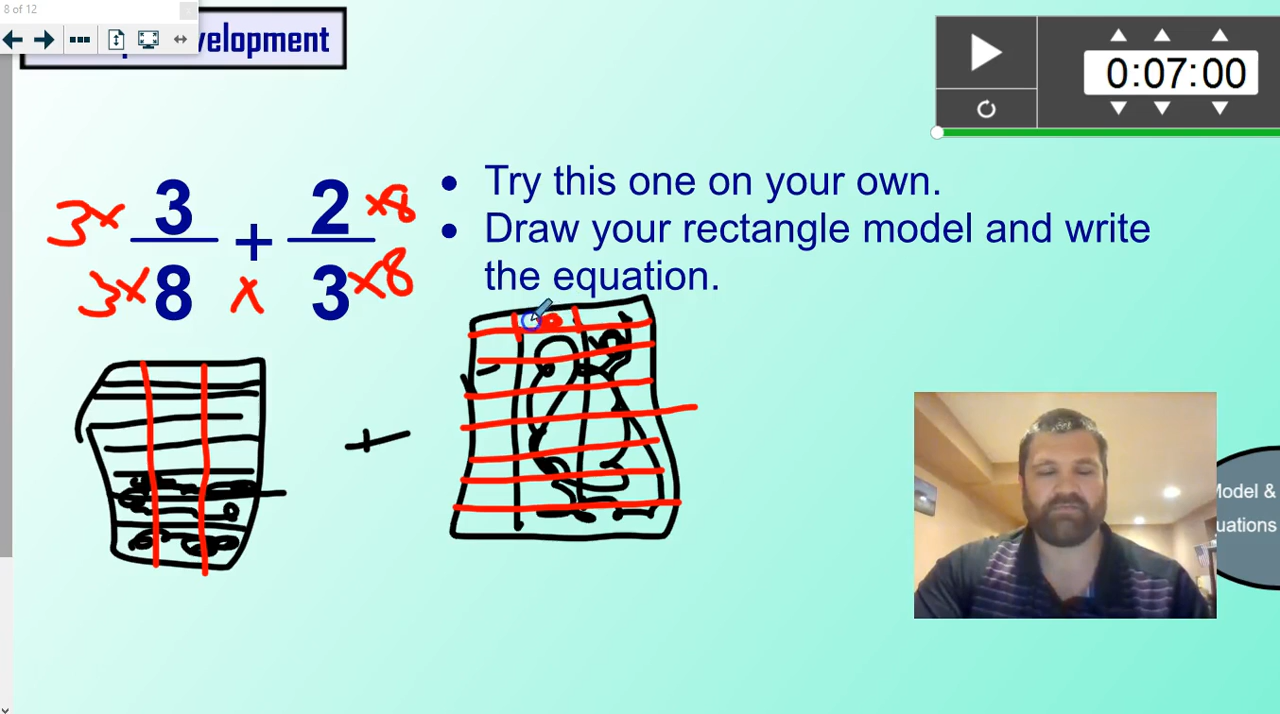 8 of 12
velopment
0:07:00
3× 3 + 2 ×8
3× 8 × 3 ×8
• Try this one on your own.
• Draw your rectangle model and write
the equation.
+
Model &
uations